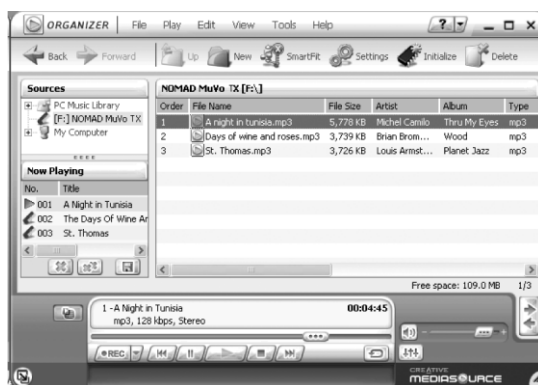 ORGANIZER File Play Edit View Tools Help ?
Back Forward Up New SmartFit Settings Initialize Delete
Sources
PC Music Library
[F:] NOMAD MuVo TX
My Computer
NOMAD MuVo TX [F:\]
Order File Name File Size Artist Album Type
1 A night in tunisia.mp3 5,778 KB Michel Camilo Thru My Eyes mp3
2 Days of wine and roses.mp3 3,739 KB Brian Brom... Wood mp3
3 St. Thomas.mp3 3,726 KB Louis Armst... Planet Jazz mp3
Now Playing
No. Title
001 A Night in Tunisia
002 The Days Of Wine Ar
003 St. Thomas
Free space: 109.0 MB 1/3
1 -A Night in Tunisia 00:04:45
mp3, 128 kbps, Stereo
REC
CREATIVE
MEDIASOURCE